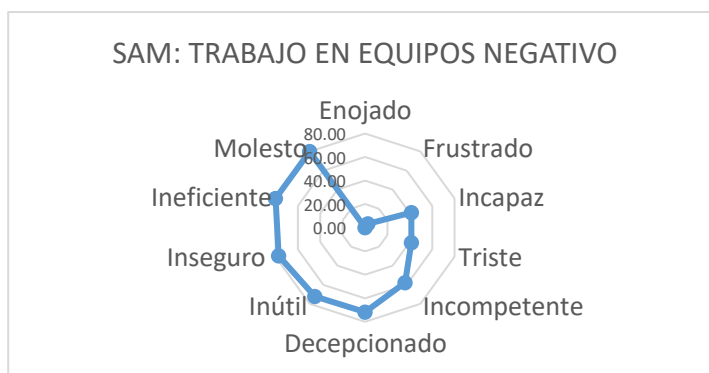 SAM: TRABAJO EN EQUIPOS NEGATIVO
Enojado
80.00
Molesto
60.00
Frustrado
40.00
Ineficiente
20.00
Incapaz
0.00
Inseguro
Triste
Inútil
Incompetente
Decepcionado